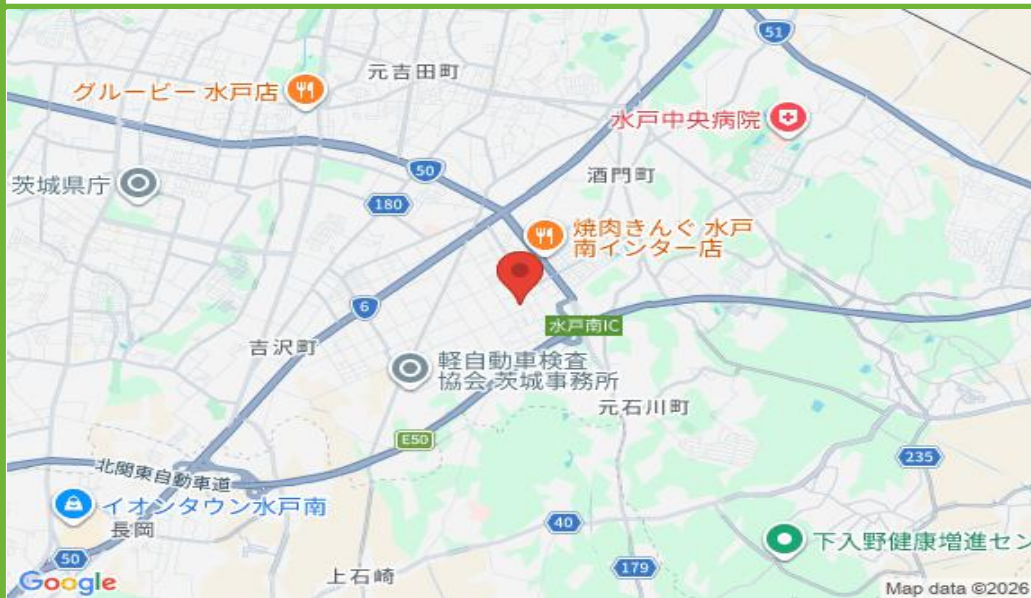 51
元吉田町
グルービー 水戸店
水戸中央病院
50
酒門町
茨城県庁
180
焼肉きんぐ 水戸
南インター店
6
水戸南IC
吉沢町
軽自動車検査
協会 茨城事務所
元石川町
E50
235
北関東自動車道
イオンタウン水戸南
長岡
40
下入野健康増進セン
50
179
上石崎
Google
Map data ©2026